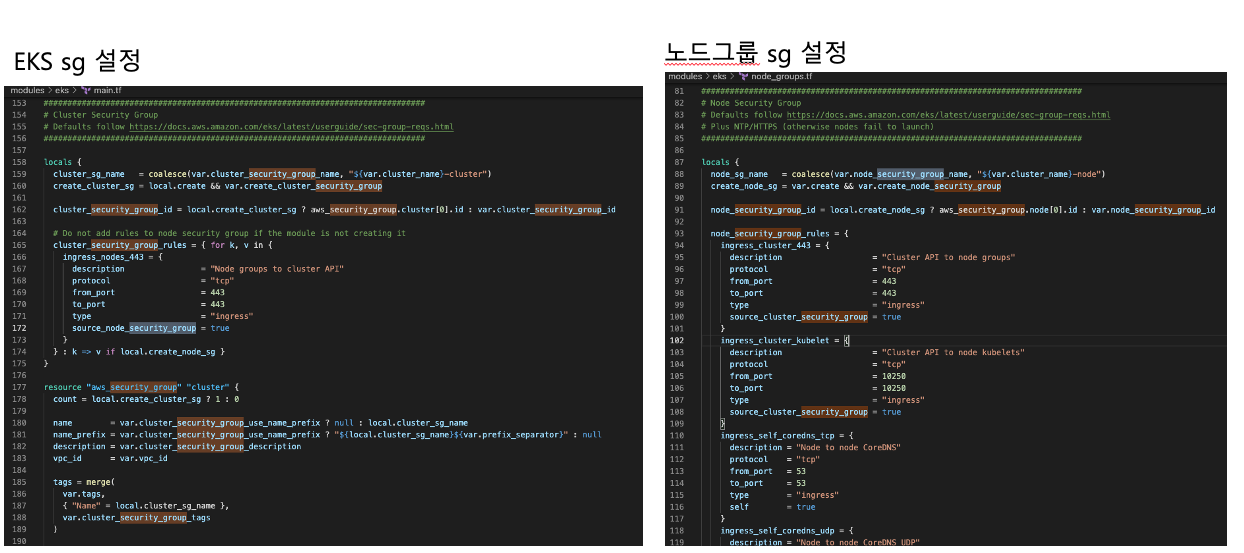 EKS sg 설정
modules > eks > main.tf
153 ################################################################################
154 # Cluster Security Group
155 # Defaults follow https://docs.aws.amazon.com/eks/latest/userguide/sec-group-reqs.html
156 ################################################################################
157
158 locals {
159   cluster_sg_name   = coalesce(var.cluster_security_group_name, "${var.cluster_name}-cluster")
160   create_cluster_sg = local.create && var.create_cluster_security_group
161
162   cluster_security_group_id = local.create_cluster_sg ? aws_security_group.cluster[0].id : var.cluster_security_group_id
163
164   # Do not add rules to node security group if the module is not creating it
165   cluster_security_group_rules = { for k, v in {
166     ingress_nodes_443 = {
167       description                = "Node groups to cluster API"
168       protocol                   = "tcp"
169       from_port                  = 443
170       to_port                    = 443
171       type                       = "ingress"
172       source_node_security_group = true
173     }
174   } : k => v if local.create_node_sg }
175 }
176
177 resource "aws_security_group" "cluster" {
178   count = local.create_cluster_sg ? 1 : 0
179
180   name        = var.cluster_security_group_use_name_prefix ? null : local.cluster_sg_name
181   name_prefix = var.cluster_security_group_use_name_prefix ? "${local.cluster_sg_name}${var.prefix_separator}" : null
182   description = var.cluster_security_group_description
183   vpc_id      = var.vpc_id
184
185   tags = merge(
186     var.tags,
187     { "Name" = local.cluster_sg_name },
188     var.cluster_security_group_tags
189   )
190
노드그룹 sg 설정
modules > eks > node_groups.tf
81 ################################################################################
82 # Node Security Group
83 # Defaults follow https://docs.aws.amazon.com/eks/latest/userguide/sec-group-reqs.html
84 # Plus NTP/HTTPS (otherwise nodes fail to launch)
85 ################################################################################
86
87 locals {
88   node_sg_name   = coalesce(var.node_security_group_name, "${var.cluster_name}-node")
89   create_node_sg = var.create && var.create_node_security_group
90
91   node_security_group_id = local.create_node_sg ? aws_security_group.node[0].id : var.node_security_group_id
92
93   node_security_group_rules = {
94     ingress_cluster_443 = {
95       description                   = "Cluster API to node groups"
96       protocol                      = "tcp"
97       from_port                     = 443
98       to_port                       = 443
99       type                          = "ingress"
100       source_cluster_security_group = true
101     }
102     ingress_cluster_kubelet = {
103       description                   = "Cluster API to node kubelets"
104       protocol                      = "tcp"
105       from_port                     = 10250
106       to_port                       = 10250
107       type                          = "ingress"
108       source_cluster_security_group = true
109     }
110     ingress_self_coredns_tcp = {
111       description = "Node to node CoreDNS"
112       protocol    = "tcp"
113       from_port   = 53
114       to_port     = 53
115       type        = "ingress"
116       self        = true
117     }
118     ingress_self_coredns_udp = {
119       description = "Node to node CoreDNS UDP"